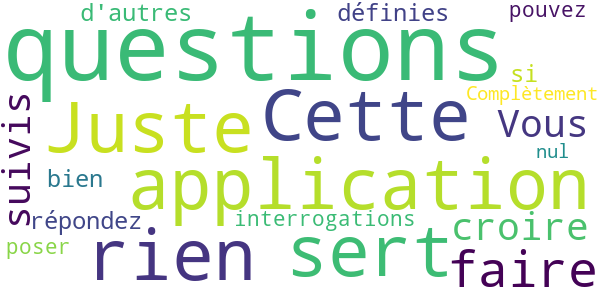 d'autres définies pouvez
questions
si
Complètement
suivis Juste Cette Vous
nul
bien application
répondez interrogations croire
poser rien sert faire